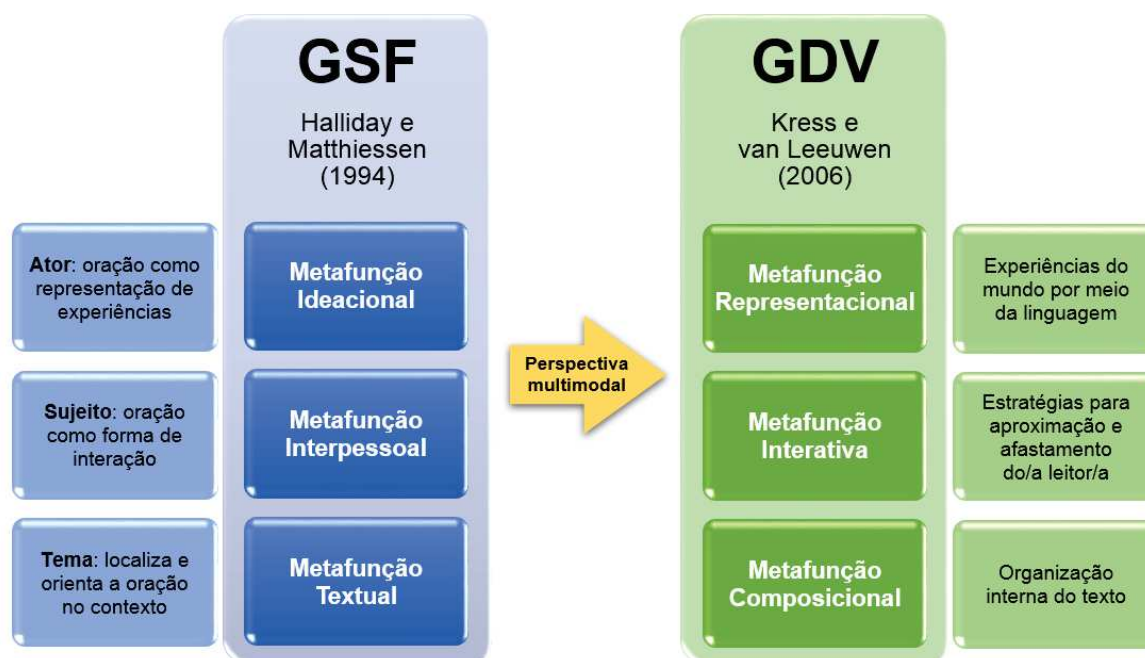 GSF
Halliday e
Matthiessen
(1994)
Ator: oração como
representação de
experiências
Metafunção
Ideacional
Sujeito: oração
como forma de
interação
Metafunção
Interpessoal
Tema: localiza e
orienta a oração
no contexto
Metafunção
Textual
Perspectiva
multimodal
GDV
Kress e
van Leeuwen
(2006)
Metafunção
Representacional
Experiências do
mundo por meio
da linguagem
Metafunção
Interativa
Estratégias para
aproximação e
afastamento
do/a leitor/a
Metafunção
Composicional
Organização
interna do texto